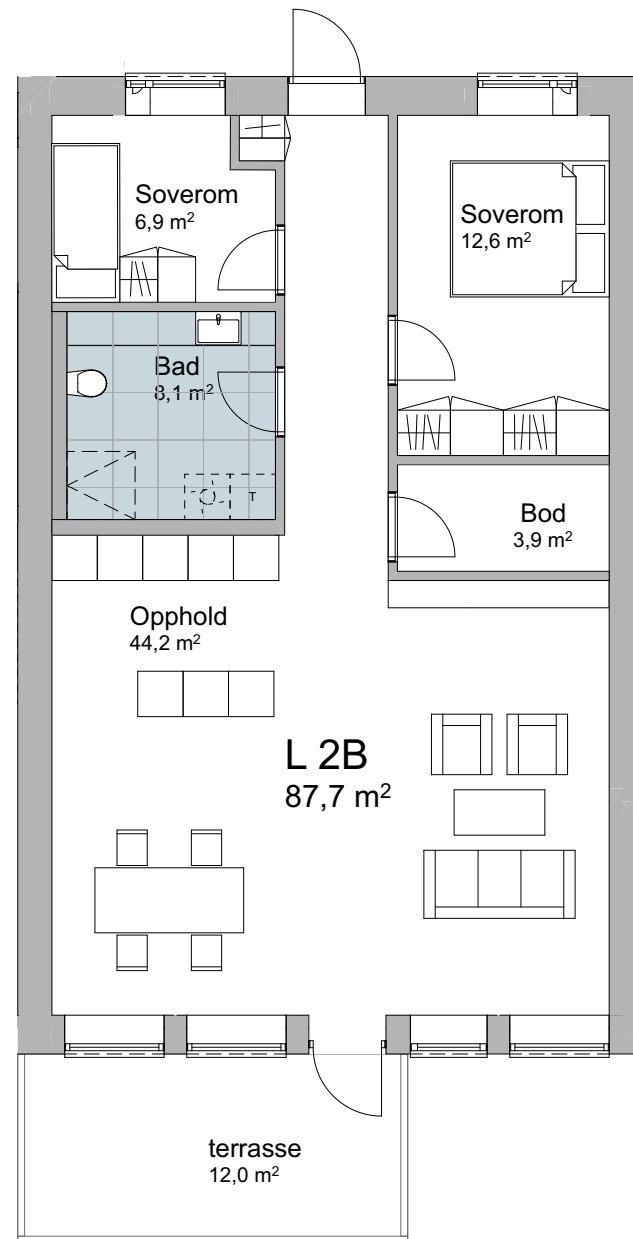 Soverom
6,9 m²
Soverom
12,6 m²
Bad
8,1 m²
T
Bod
3,9 m²
Opphold
44,2 m²
L 2B
87,7 m²
terrasse
12,0 m²